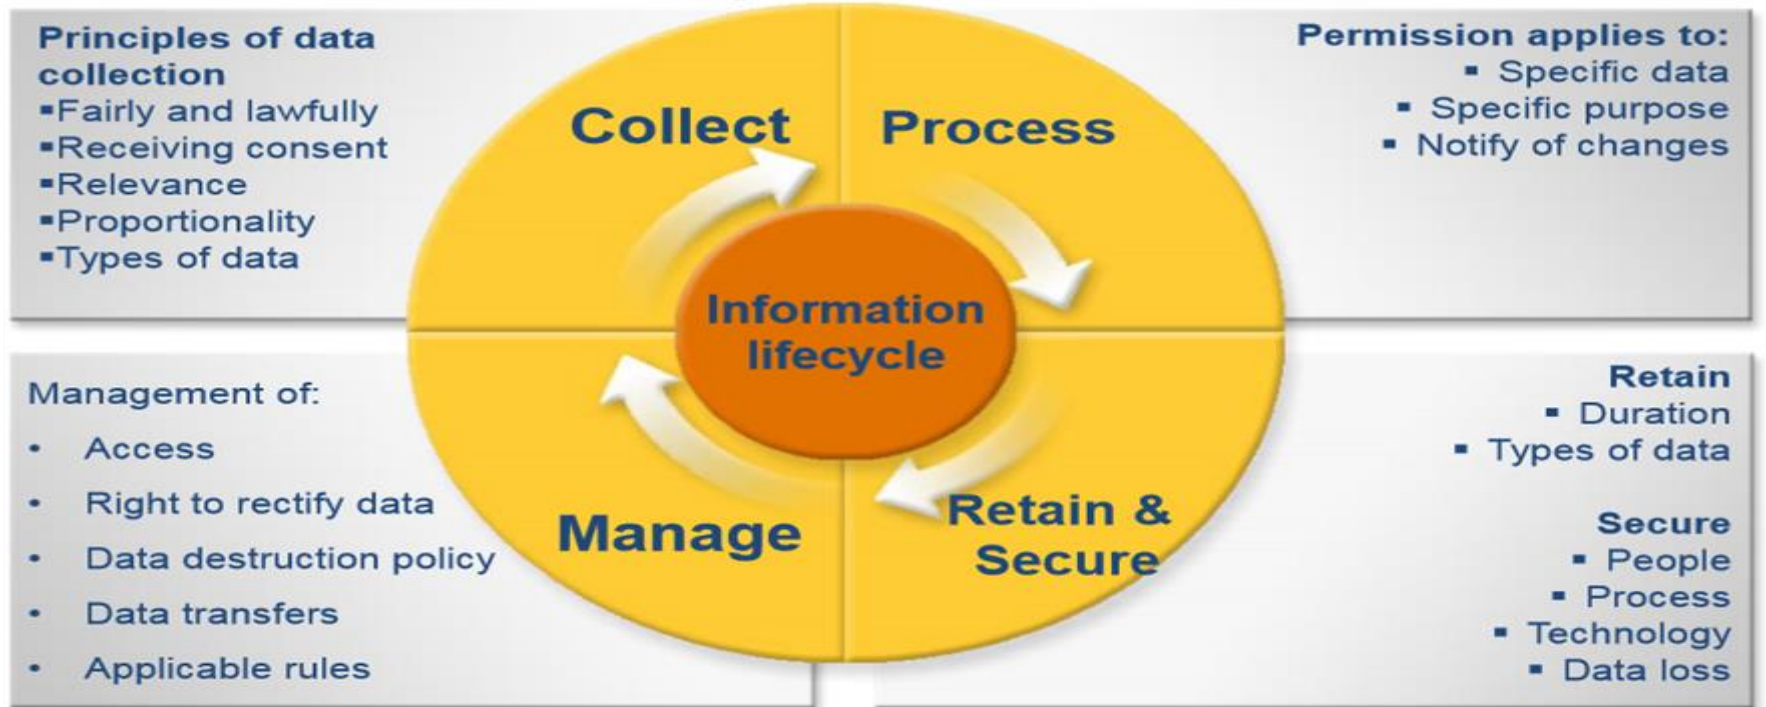 Principles of data
collection
▪Fairly and lawfully
▪Receiving consent
▪Relevance
▪Proportionality
▪Types of data
Collect
Process
Permission applies to:
▪ Specific data
▪ Specific purpose
▪ Notify of changes
Information
lifecycle
Management of:
• Access
• Right to rectify data
• Data destruction policy
• Data transfers
• Applicable rules
Manage
Retain &
Secure
Retain
▪ Duration
▪ Types of data
Secure
▪ People
▪ Process
▪ Technology
▪ Data loss